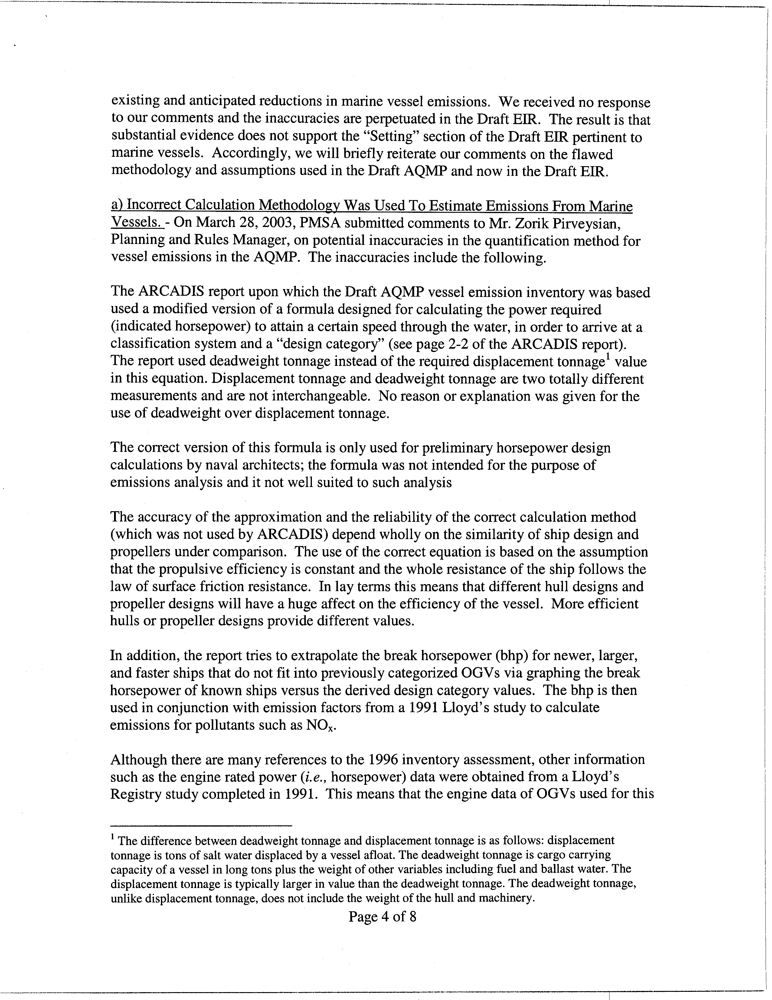 existing and anticipated reductions in marine vessel emissions.  We received no response
to our comments and the inaccuracies are perpetuated in the Draft EIR.  The result is that
substantial evidence does not support the “Setting” section of the Draft EIR pertinent to
marine vessels.  Accordingly, we will briefly reiterate our comments on the flawed
methodology and assumptions used in the Draft AQMP and now in the Draft EIR.
a) Incorrect Calculation Methodology Was Used To Estimate Emissions From Marine
Vessels. - On March 28, 2003, PMSA submitted comments to Mr. Zorik Pirveysian,
Planning and Rules Manager, on potential inaccuracies in the quantification method for
vessel emissions in the AQMP.  The inaccuracies include the following.
The ARCADIS report upon which the Draft AQMP vessel emission inventory was based
used a modified version of a formula designed for calculating the power required
(indicated horsepower) to attain a certain speed through the water, in order to arrive at a
classification system and a “design category” (see page 2-2 of the ARCADIS report).
The report used deadweight tonnage instead of the required displacement tonnage¹ value
in this equation. Displacement tonnage and deadweight tonnage are two totally different
measurements and are not interchangeable.  No reason or explanation was given for the
use of deadweight over displacement tonnage.
The correct version of this formula is only used for preliminary horsepower design
calculations by naval architects; the formula was not intended for the purpose of
emissions analysis and it not well suited to such analysis
The accuracy of the approximation and the reliability of the correct calculation method
(which was not used by ARCADIS) depend wholly on the similarity of ship design and
propellers under comparison.  The use of the correct equation is based on the assumption
that the propulsive efficiency is constant and the whole resistance of the ship follows the
law of surface friction resistance.  In lay terms this means that different hull designs and
propeller designs will have a huge affect on the efficiency of the vessel.  More efficient
hulls or propeller designs provide different values.
In addition, the report tries to extrapolate the break horsepower (bhp) for newer, larger,
and faster ships that do not fit into previously categorized OGVs via graphing the break
horsepower of known ships versus the derived design category values.  The bhp is then
used in conjunction with emission factors from a 1991 Lloyd’s study to calculate
emissions for pollutants such as NOₓ.
Although there are many references to the 1996 inventory assessment, other information
such as the engine rated power (i.e., horsepower) data were obtained from a Lloyd’s
Registry study completed in 1991.  This means that the engine data of OGVs used for this
¹ The difference between deadweight tonnage and displacement tonnage is as follows: displacement
tonnage is tons of salt water displaced by a vessel afloat. The deadweight tonnage is cargo carrying
capacity of a vessel in long tons plus the weight of other variables including fuel and ballast water. The
displacement tonnage is typically larger in value than the deadweight tonnage. The deadweight tonnage,
unlike displacement tonnage, does not include the weight of the hull and machinery.
Page 4 of 8